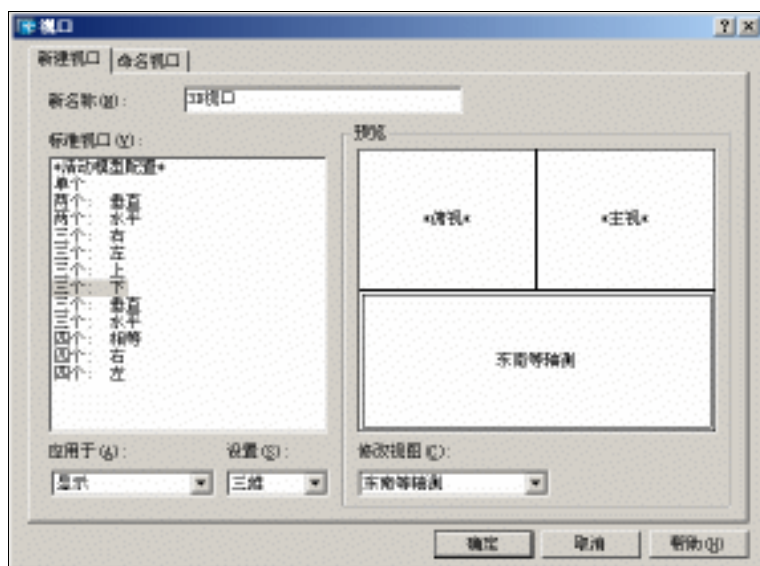 视口
新建视口 命名视口
新名称(N): 3D视口
标准视口(V):
*活动模型配置*
单个
两个: 垂直
两个: 水平
三个: 右
三个: 左
三个: 上
三个: 下
三个: 垂直
三个: 水平
四个: 相等
四个: 右
四个: 左
预览
*俯视* *主视*
东南等轴测
应用于(A): 设置(S): 修改视图(C):
显示 三维 东南等轴测
确定 取消 帮助(H)